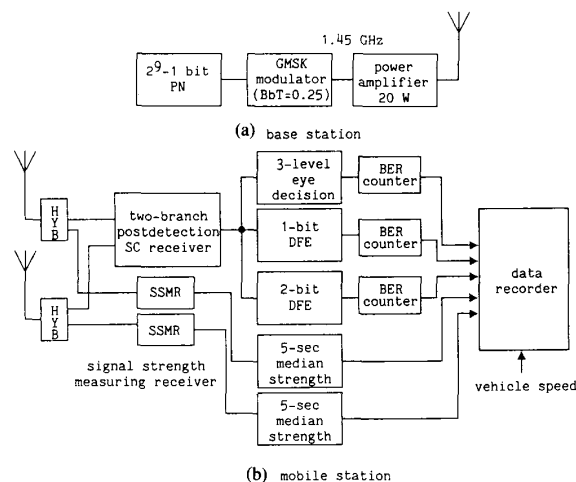 1.45 GHz
2⁹-1 bit
PN
GMSK
modulator
(BbT=0.25)
power
amplifier
20 W
(a) base station
HYB
two-branch
postdetection
SC receiver
3-level
eye
decision
BER
counter
1-bit
DFE
BER
counter
2-bit
DFE
BER
counter
data
recorder
HYB
SSMR
SSMR
signal strength
measuring receiver
5-sec
median
strength
5-sec
median
strength
vehicle speed
(b) mobile station